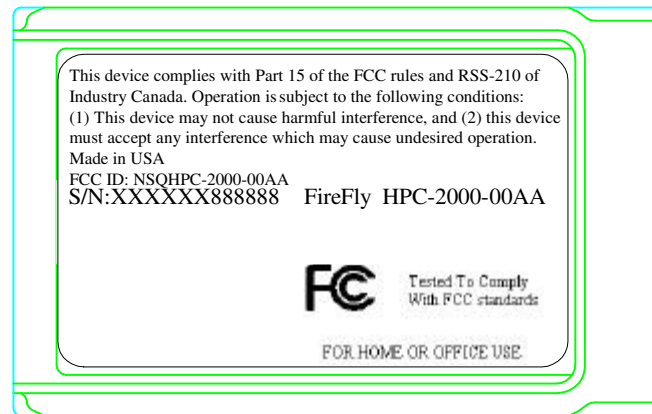 This device complies with Part 15 of the FCC rules and RSS-210 of
Industry Canada. Operation is subject to the following conditions:
(1) This device may not cause harmful interference, and (2) this device
must accept any interference which may cause undesired operation.
Made in USA
FCC ID: NSQHPC-2000-00AA
S/N:XXXXXX888888 FireFly HPC-2000-00AA
FC Tested To Comply
With FCC standards
FOR HOME OR OFFICE USE